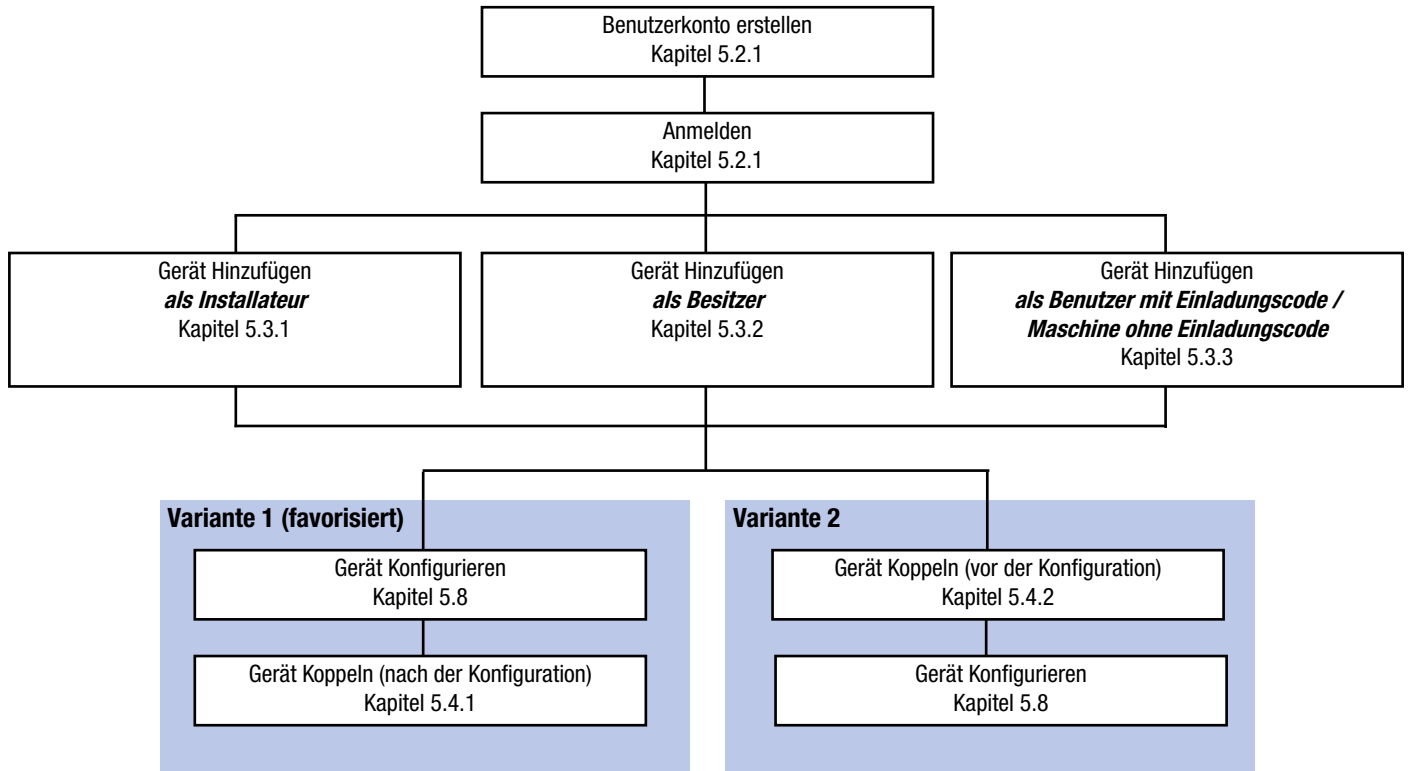 Benutzerkonto erstellen
Kapitel 5.2.1
Anmelden
Kapitel 5.2.1
Gerät Hinzufügen
als Installateur
Kapitel 5.3.1
Gerät Hinzufügen
als Besitzer
Kapitel 5.3.2
Gerät Hinzufügen
als Benutzer mit Einladungscode /
Maschine ohne Einladungscode
Kapitel 5.3.3
Variante 1 (favorisiert)
Gerät Konfigurieren
Kapitel 5.8
Gerät Koppeln (nach der Konfiguration)
Kapitel 5.4.1
Variante 2
Gerät Koppeln (vor der Konfiguration)
Kapitel 5.4.2
Gerät Konfigurieren
Kapitel 5.8